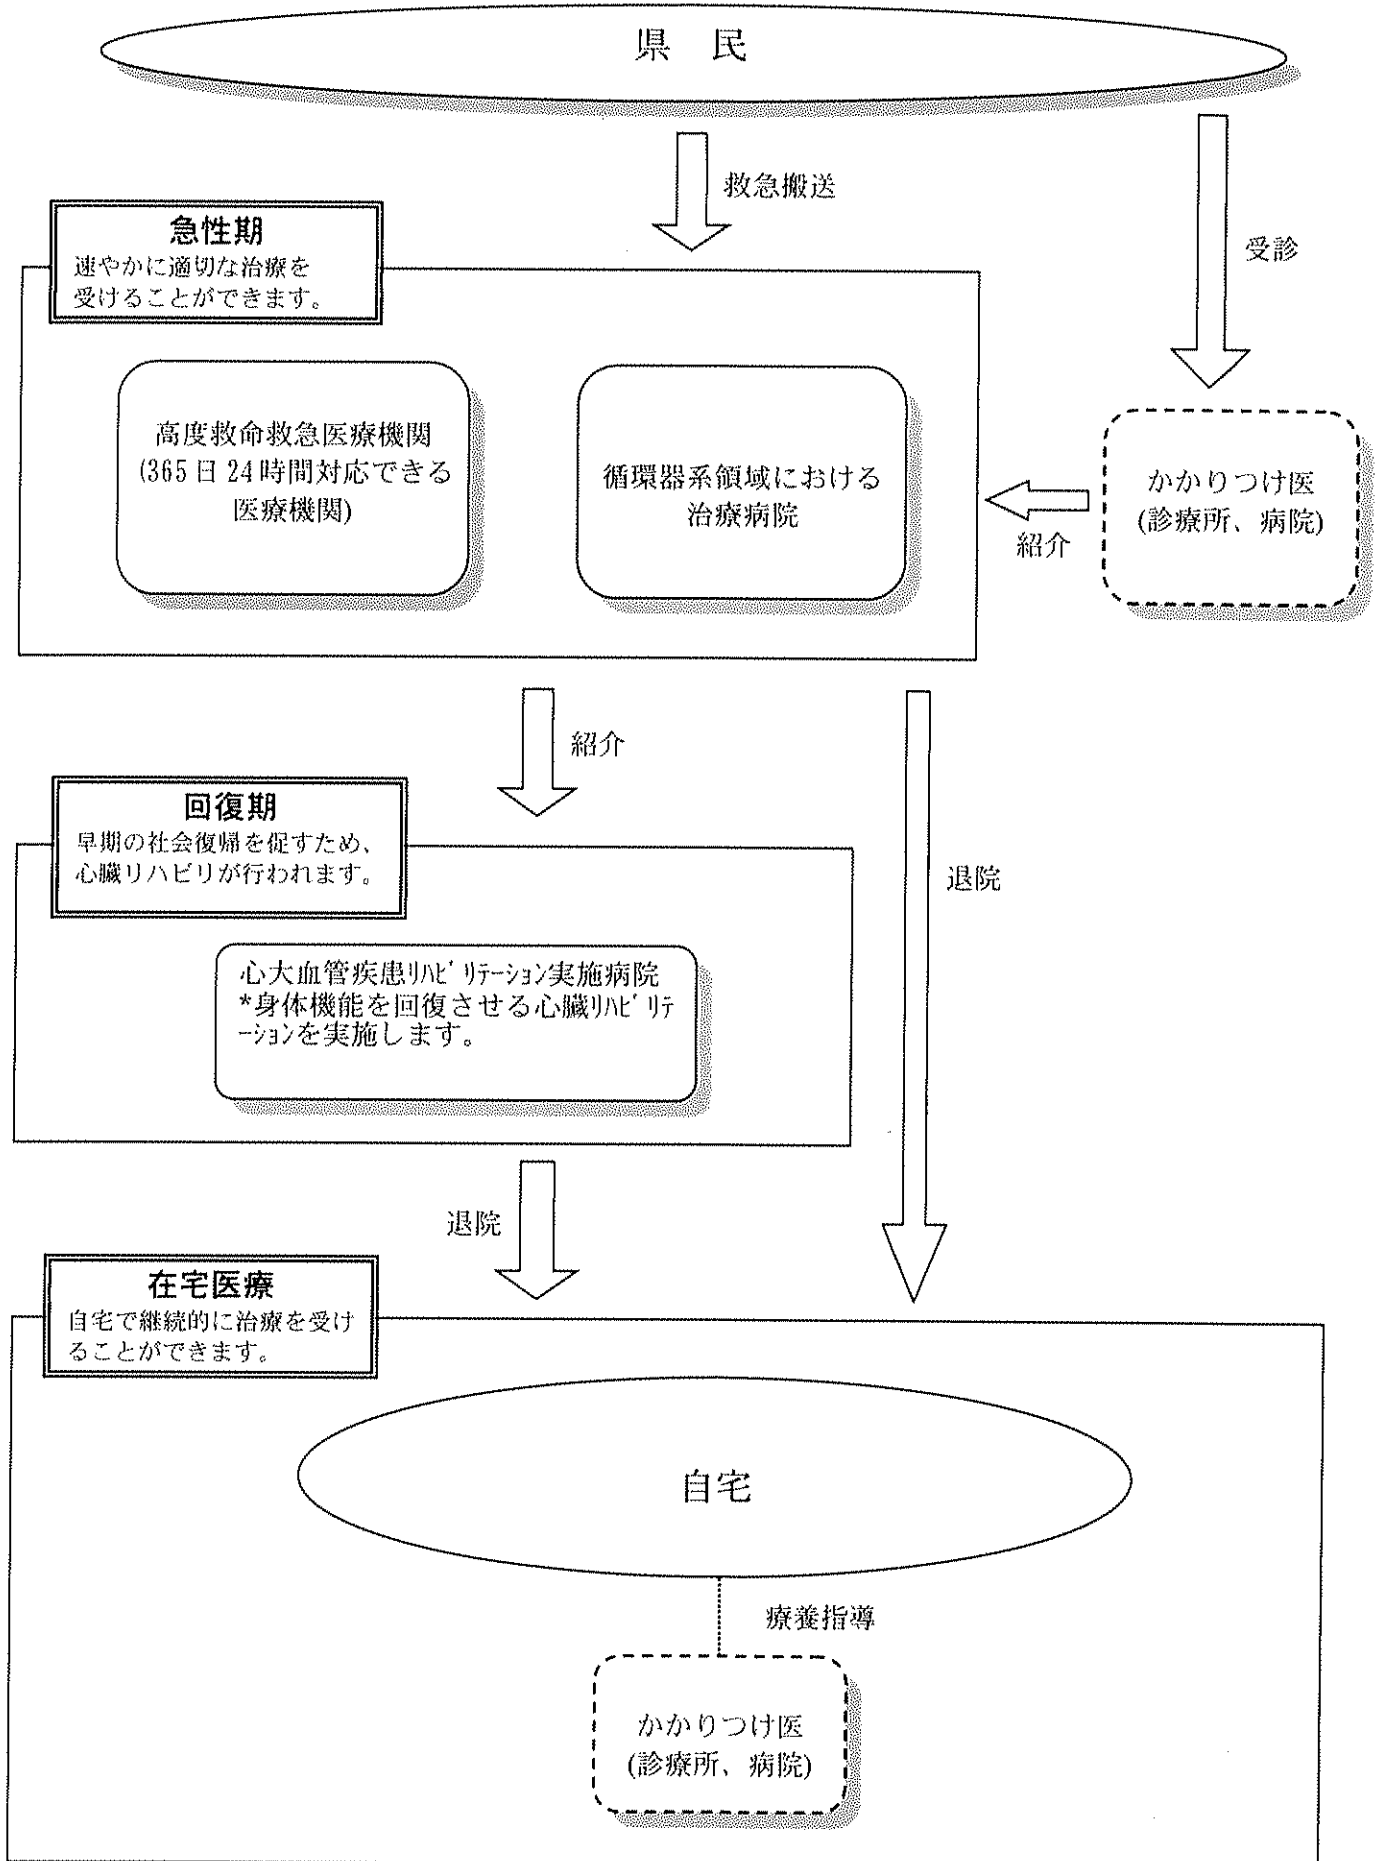 県 民
救急搬送
受診
急性期
速やかに適切な治療を
受けることができます。
高度救命救急医療機関
(365日24時間対応できる
医療機関)
循環器系領域における
治療病院
かかりつけ医
(診療所、病院)
紹介
紹介
回復期
早期の社会復帰を促すため、
心臓リハビリが行われます。
退院
心大血管疾患ﾘﾊﾋﾞﾘﾃｰｼｮﾝ実施病院
*身体機能を回復させる心臓ﾘﾊﾋﾞﾘﾃ
ｰｼｮﾝを実施します。
退院
在宅医療
自宅で継続的に治療を受け
ることができます。
自宅
療養指導
かかりつけ医
(診療所、病院)